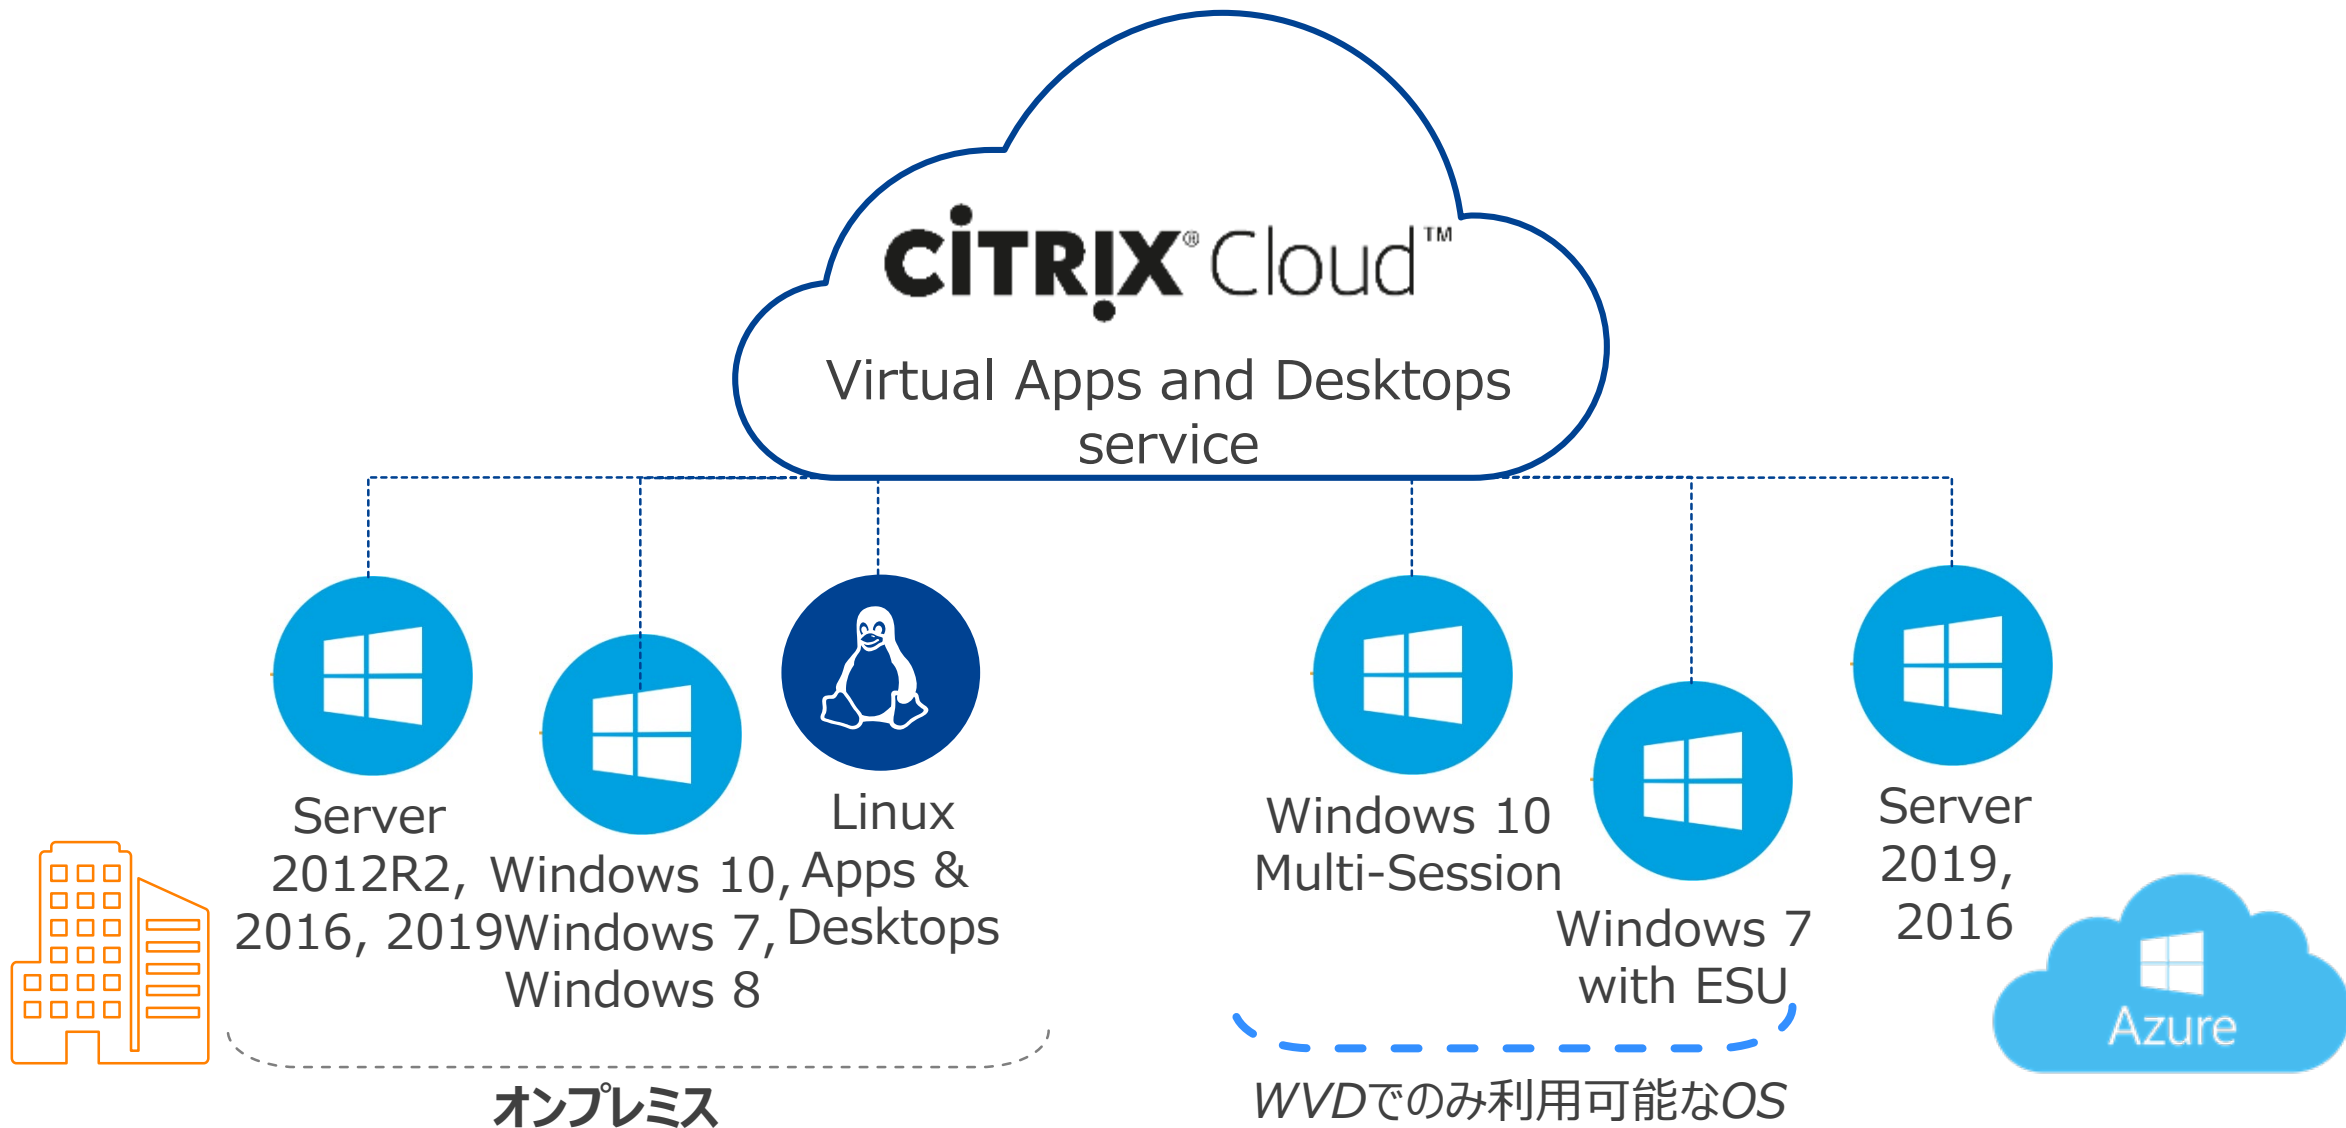 CİTRIX® Cloud™
Virtual Apps and Desktops
service
Server
2012R2,
2016, 2019
Windows 10,
Windows 7,
Windows 8
Linux
Apps &
Desktops
Windows 10
Multi-Session
Windows 7
with ESU
Server
2019,
2016
Azure
オンプレミス
WVDでのみ利用可能なOS